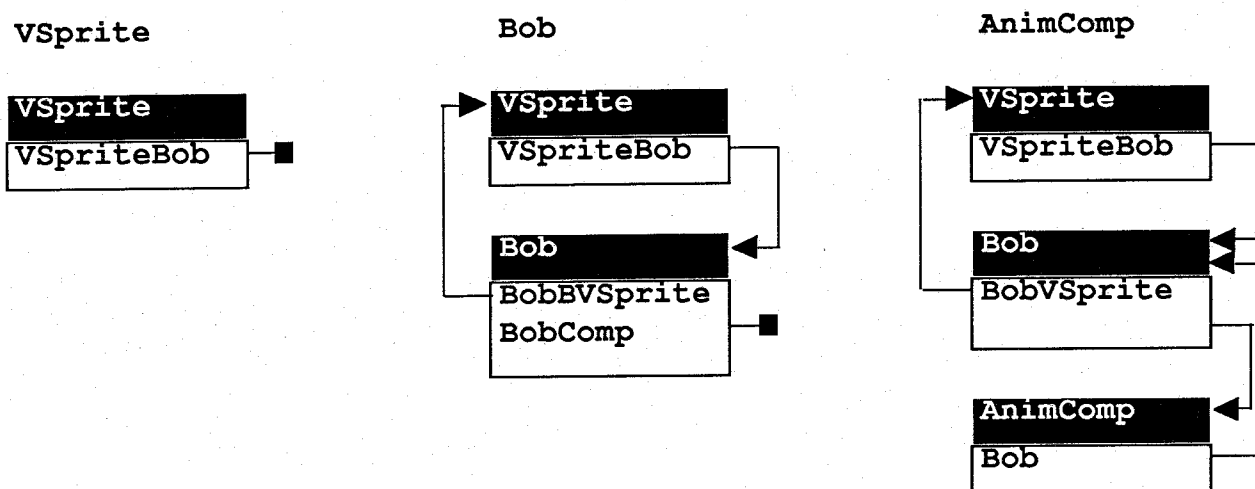 VSprite
VSprite
VSpriteBob
Bob
VSprite
VSpriteBob
Bob
BobBVSprite
BobComp
AnimComp
VSprite
VSpriteBob
Bob
BobVSprite
AnimComp
Bob